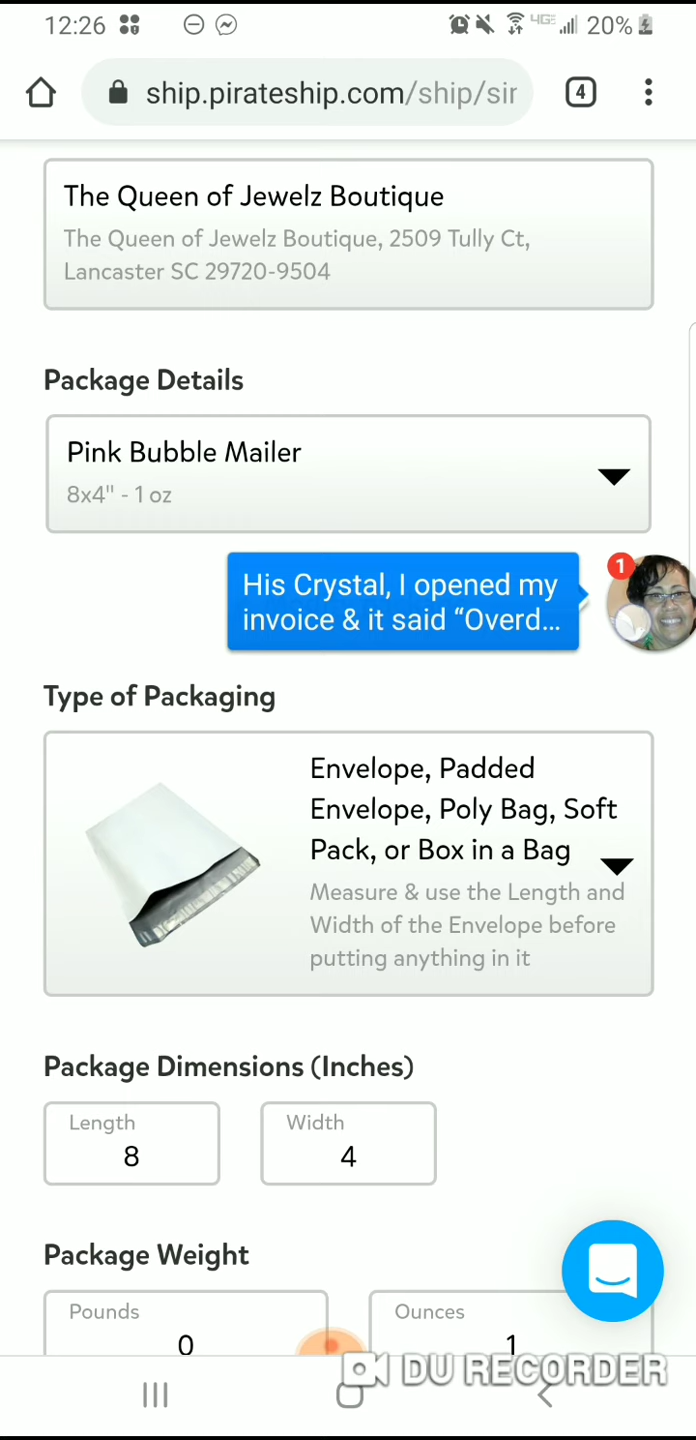 12:26
4GE 20%
ship.pirateship.com/ship/sir
4
The Queen of Jewelz Boutique
The Queen of Jewelz Boutique, 2509 Tully Ct,
Lancaster SC 29720-9504
Package Details
Pink Bubble Mailer
8x4" - 1 oz
His Crystal, I opened my
invoice & it said “Overd...
1
Type of Packaging
Envelope, Padded
Envelope, Poly Bag, Soft
Pack, or Box in a Bag
Measure & use the Length and
Width of the Envelope before
putting anything in it
Package Dimensions (Inches)
Length
8
Width
4
Package Weight
Pounds
0
Ounces
1
DU RECORDER